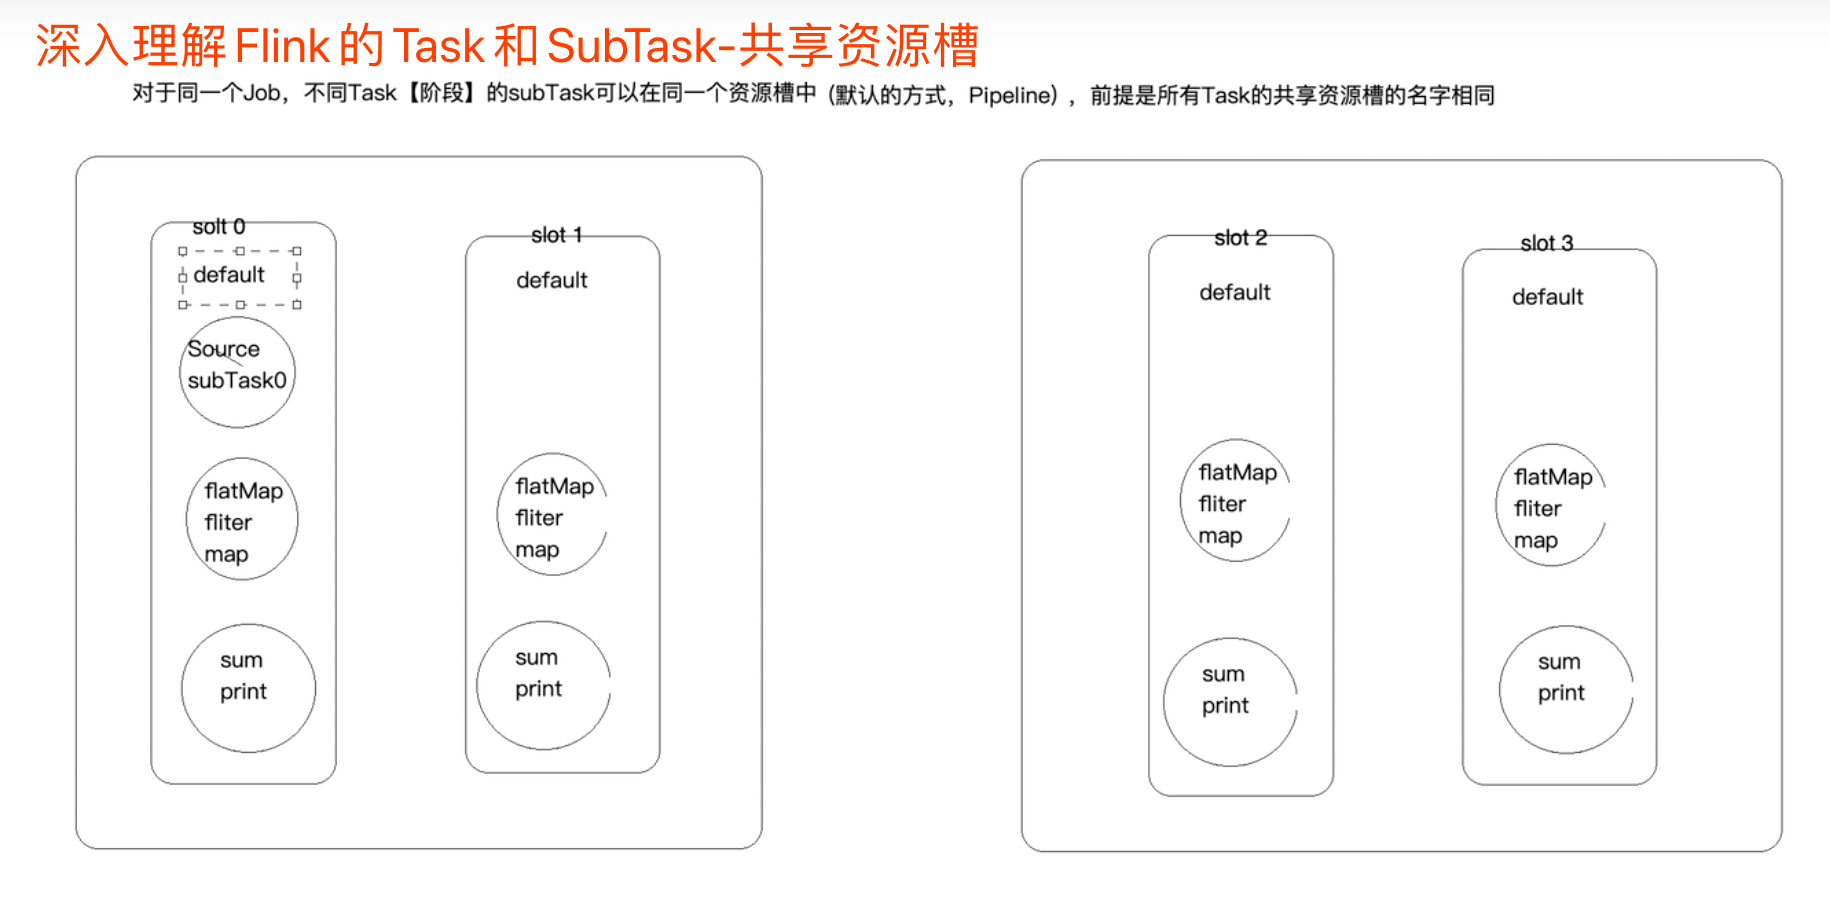 深入理解Flink的Task和SubTask-共享资源槽
对于同一个Job，不同Task【阶段】的subTask可以在同一个资源槽中（默认的方式，Pipeline），前提是所有Task的共享资源槽的名字相同
solt 0
default
Source
subTask0
flatMap
fliter
map
sum
print
slot 1
default
flatMap
fliter
map
sum
print
slot 2
default
flatMap
fliter
map
sum
print
slot 3
default
flatMap
fliter
map
sum
print